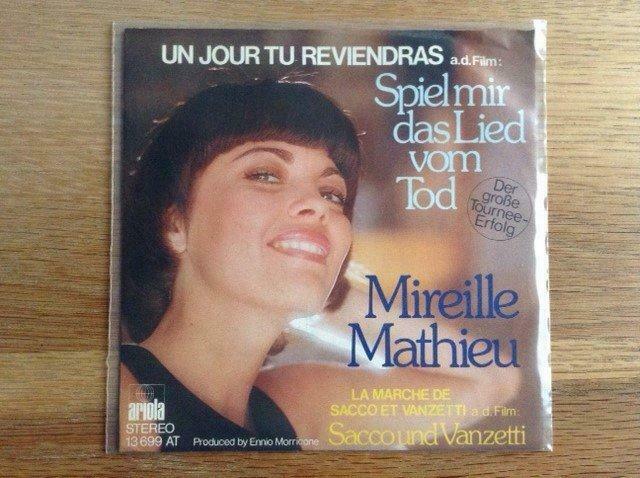 UN JOUR TU REVIENDRAS a.d.Film:
Spiel mir
das Lied
vom
Tod
Der
große
Tournee-
Erfolg
Mireille
Mathieu
LA MARCHE DE
SACCO ET VANZETTI a.d.Film:
Sacco und Vanzetti
ariola
STEREO
13 699 AT
Produced by Ennio Morricone